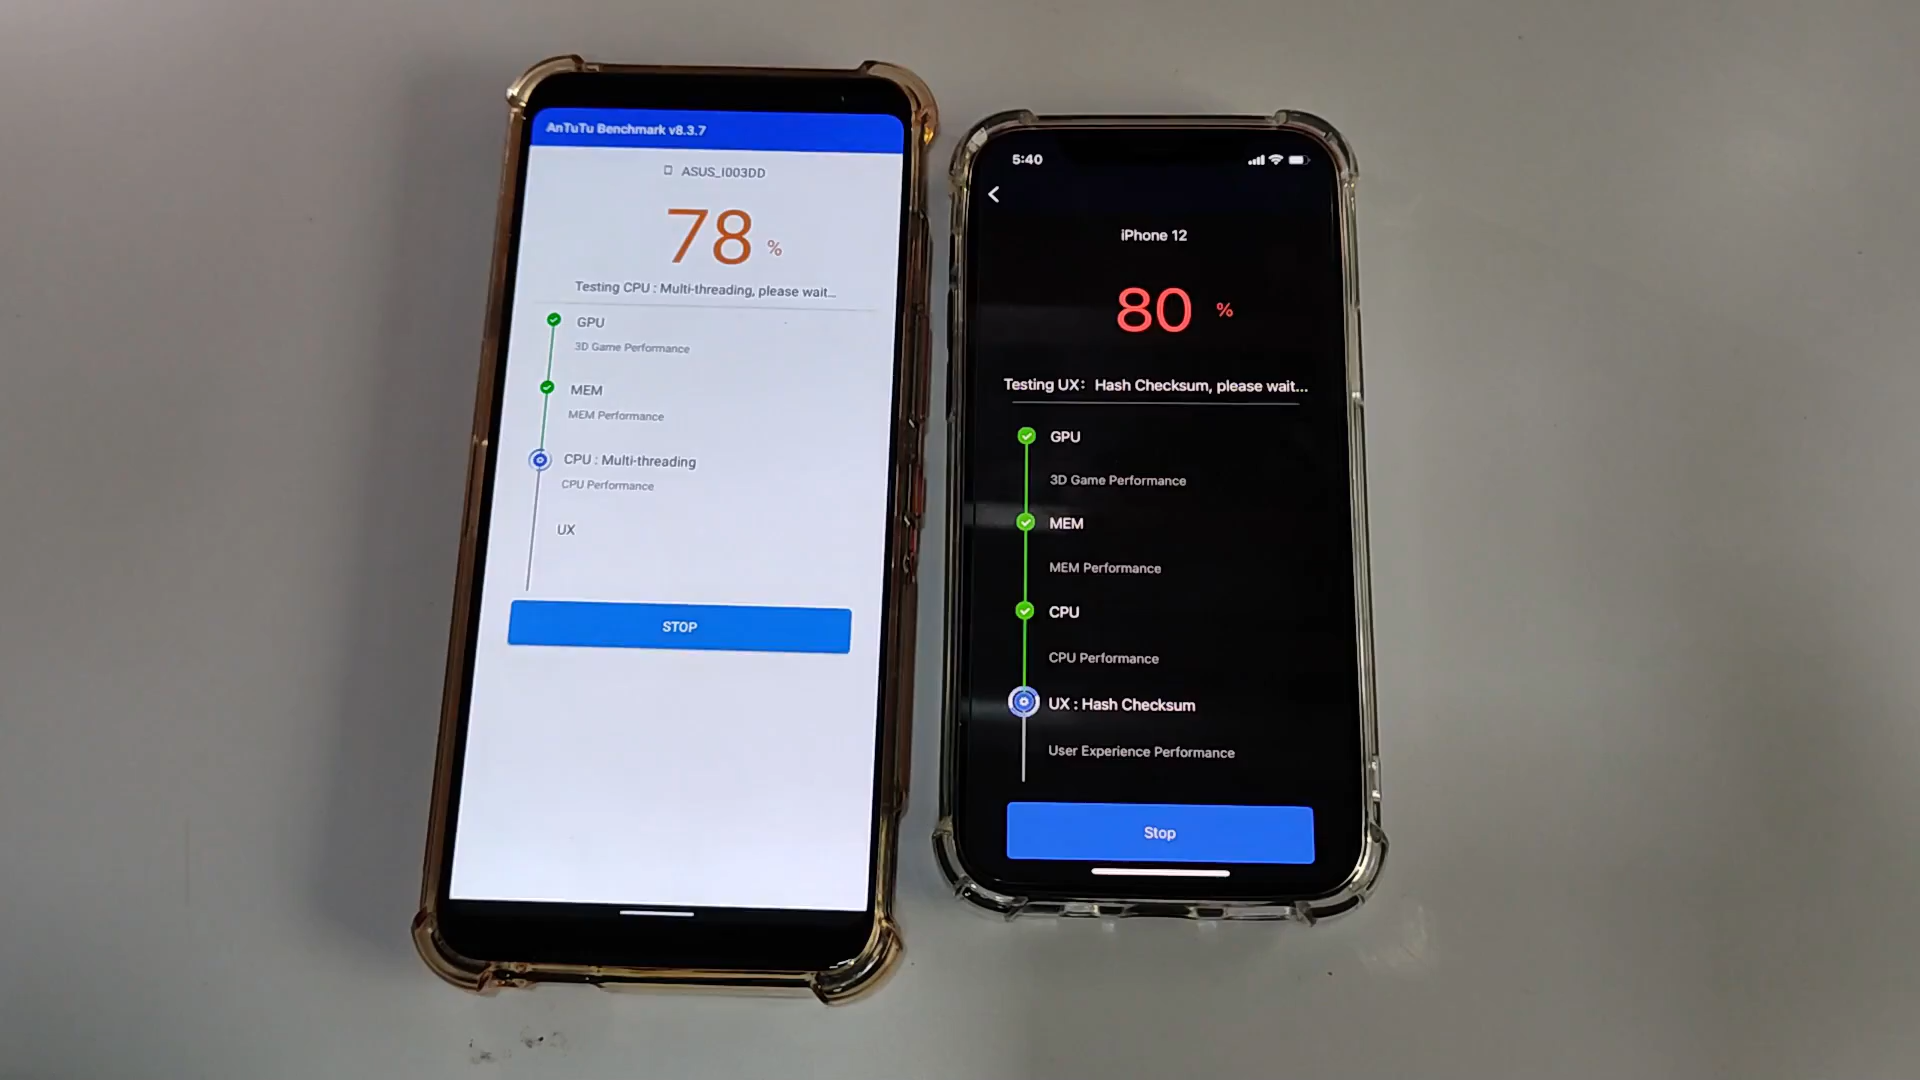 AnTuTu Benchmark v8.3.7
ASUS_I003DD
78 %
Testing CPU : Multi-threading, please wait...
GPU
3D Game Performance
MEM
MEM Performance
CPU : Multi-threading
CPU Performance
UX
STOP
5:40
iPhone 12
80 %
Testing UX: Hash Checksum, please wait...
GPU
3D Game Performance
MEM
MEM Performance
CPU
CPU Performance
UX : Hash Checksum
User Experience Performance
Stop